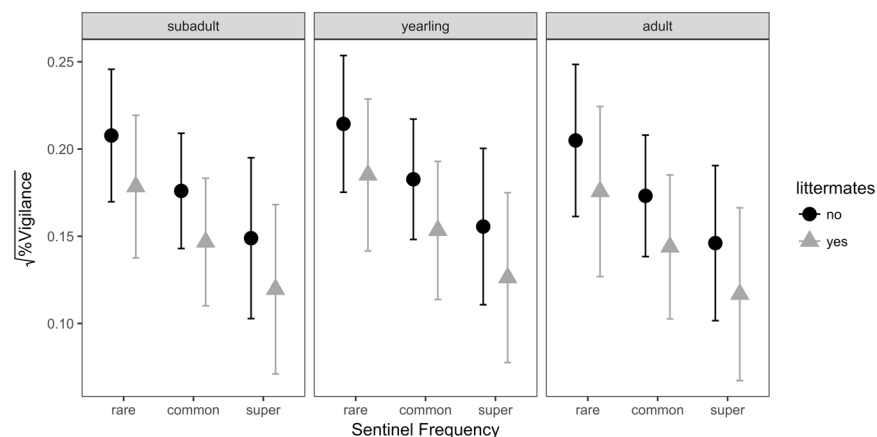 subadult
yearling
adult
0.25
0.20
0.15
0.10
√%Vigilance
rare common super
rare common super
rare common super
Sentinel Frequency
littermates
no
yes